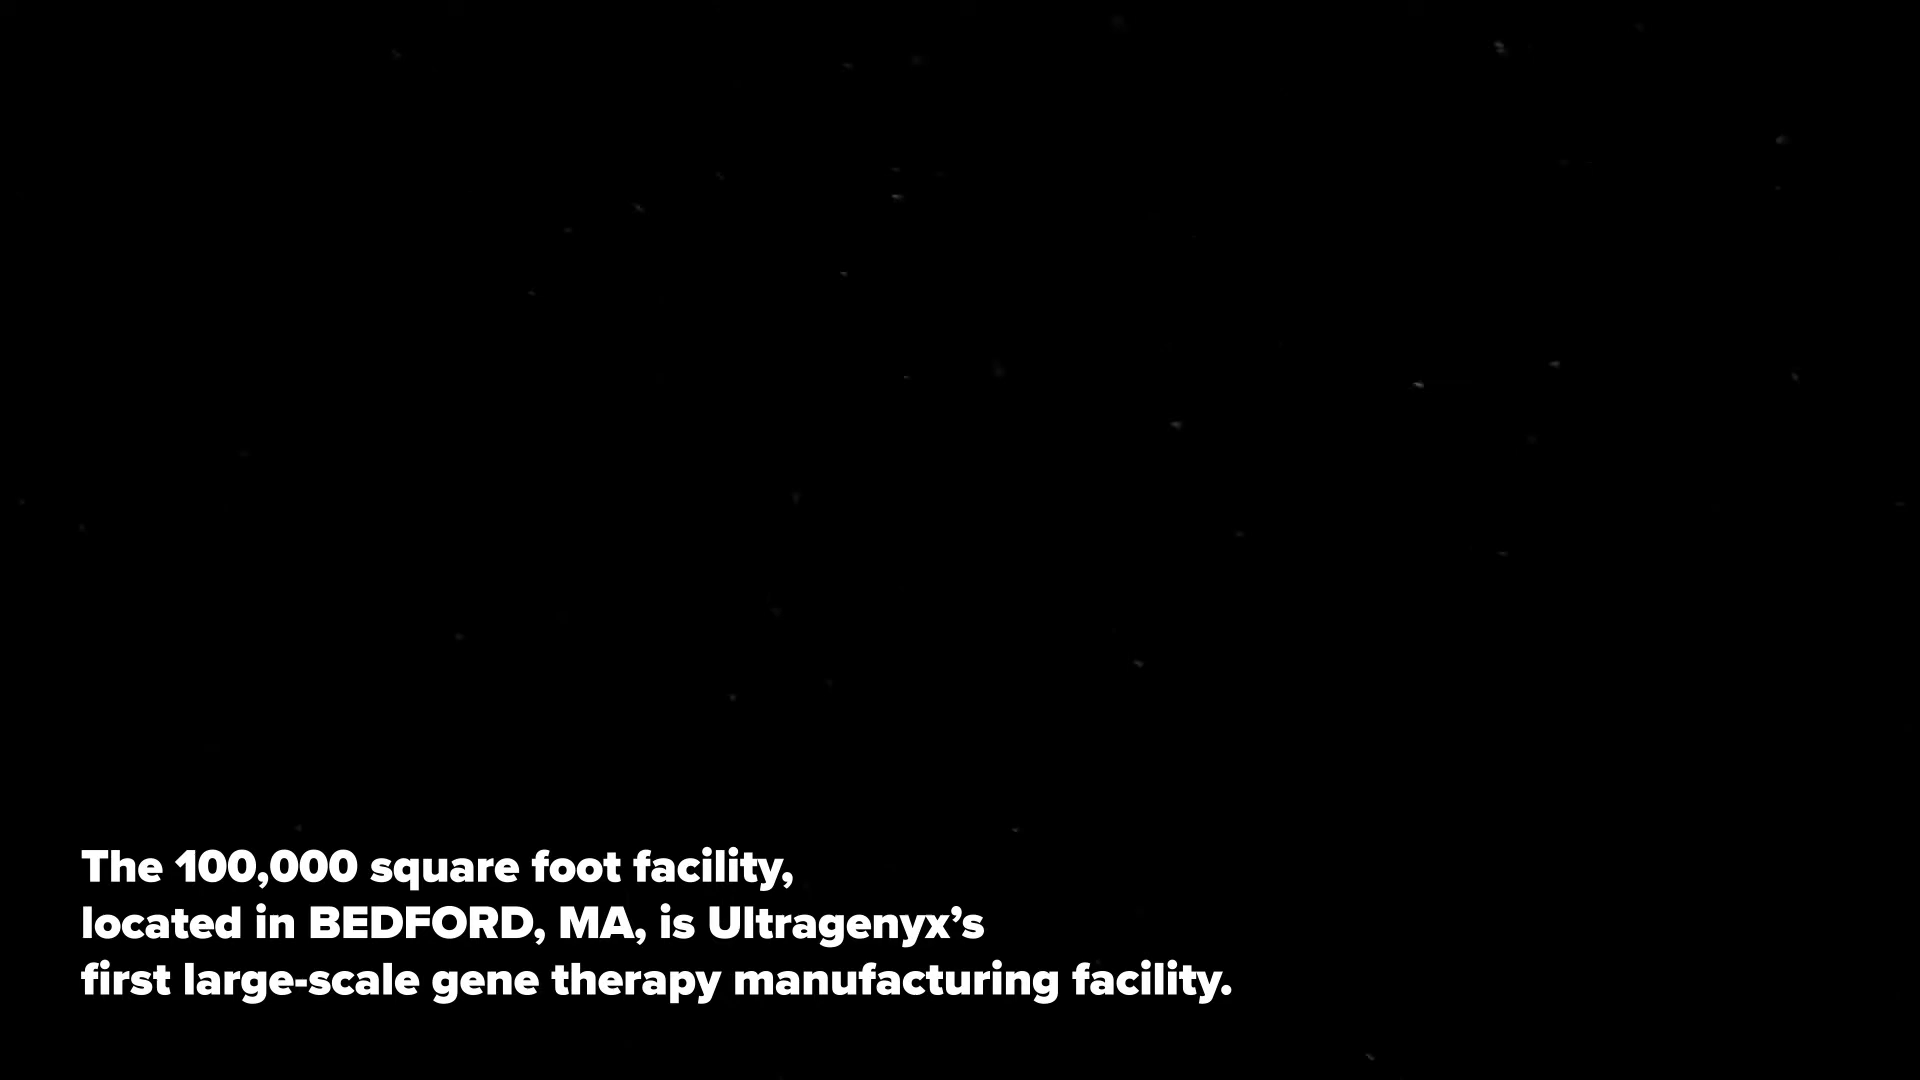 The 100,000 square foot facility,
located in BEDFORD, MA, is Ultragenyx’s
first large-scale gene therapy manufacturing facility.